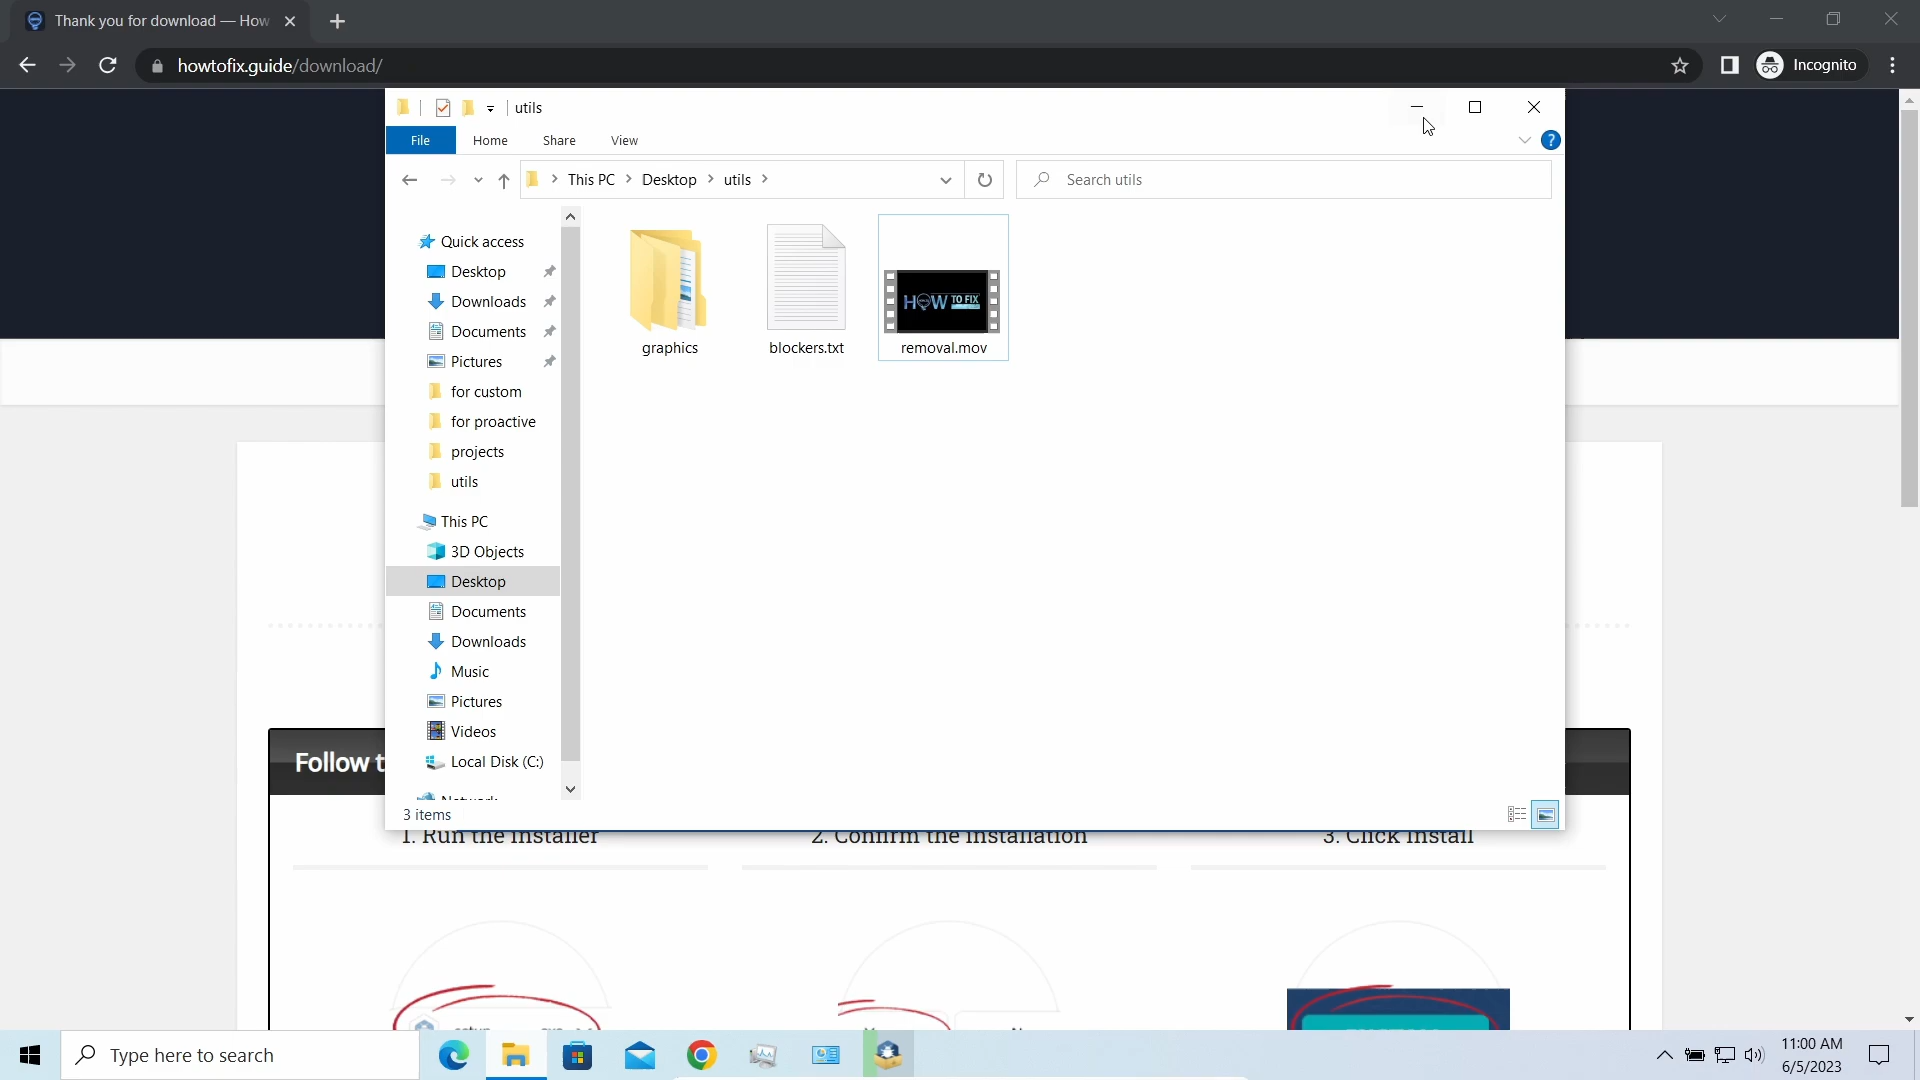 Thank you for download — How
howtofix.guide/download/
Incognito
utils
File Home Share View
This PC Desktop utils
Search utils
Quick access
Desktop
Downloads
Documents
Pictures
for custom
for proactive
projects
utils
This PC
3D Objects
Desktop
Documents
Downloads
Music
Pictures
Videos
Local Disk (C:)
Network
HOW TO FIX
graphics
blockers.txt
removal.mov
3 items
Follow t
1. Run the installer
2. Confirm the installation
3. Click Install
Type here to search
11:00 AM
6/5/2023